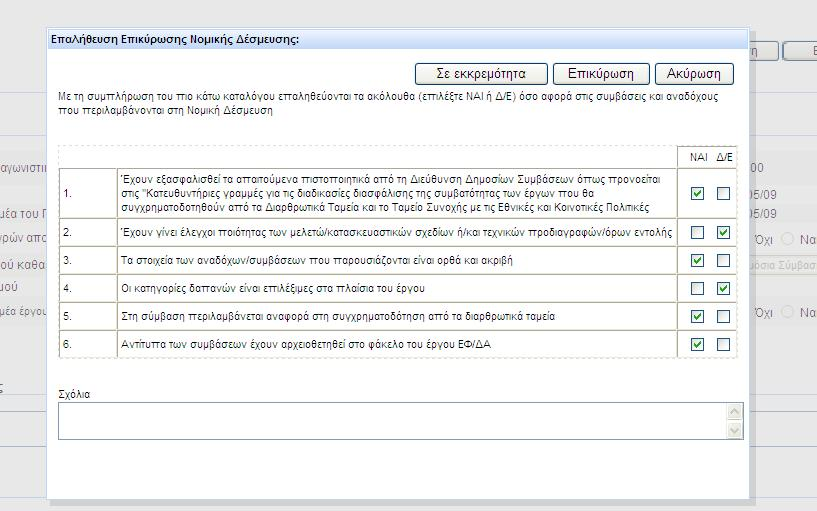 Επαλήθευση Επικύρωσης Νομικής Δέσμευσης:
Σε εκκρεμότητα Επικύρωση Ακύρωση
Με τη συμπλήρωση του πιο κάτω καταλόγου επαληθεύονται τα ακόλουθα (επιλέξτε ΝΑΙ ή Δ/Ε) όσο αφορά στις συμβάσεις και αναδόχους
που περιλαμβάνονται στη Νομική Δέσμευση
ΝΑΙ Δ/Ε
1. Έχουν εξασφαλισθεί τα απαιτούμενα πιστοποιητικά από τη Διεύθυνση Δημοσίων Συμβάσεων όπως προνοείται
στις "Κατευθυντήριες γραμμές για τις διαδικασίες διασφάλισης της συμβατότητας των έργων που θα
συγχρηματοδοτηθούν από τα Διαρθρωτικά Ταμεία και το Ταμείο Συνοχής με τις Εθνικές και Κοινοτικές Πολιτικές
2. Έχουν γίνει έλεγχοι ποιότητας των μελετώ/κατασκευαστικών σχεδίων ή/και τεχνικών προδιαγραφών/όρων εντολής
3. Τα στοιχεία των αναδόχων/συμβάσεων που παρουσιάζονται είναι ορθά και ακριβή
4. Οι κατηγορίες δαπανών είναι επιλέξιμες στα πλαίσια του έργου
5. Στη σύμβαση περιλαμβάνεται αναφορά στη συγχρηματοδότηση από τα διαρθρωτικά ταμεία
6. Αντίτυπα των συμβάσεων έχουν αρχειοθετηθεί στο φάκελο του έργου ΕΦ/ΔΑ
Σχόλια
00
05/09
μέα του Γ 05/09
ρών απο Όχι Να
ού καθα μόσια Σύμβασ
μού
μέα έργου Όχι Να